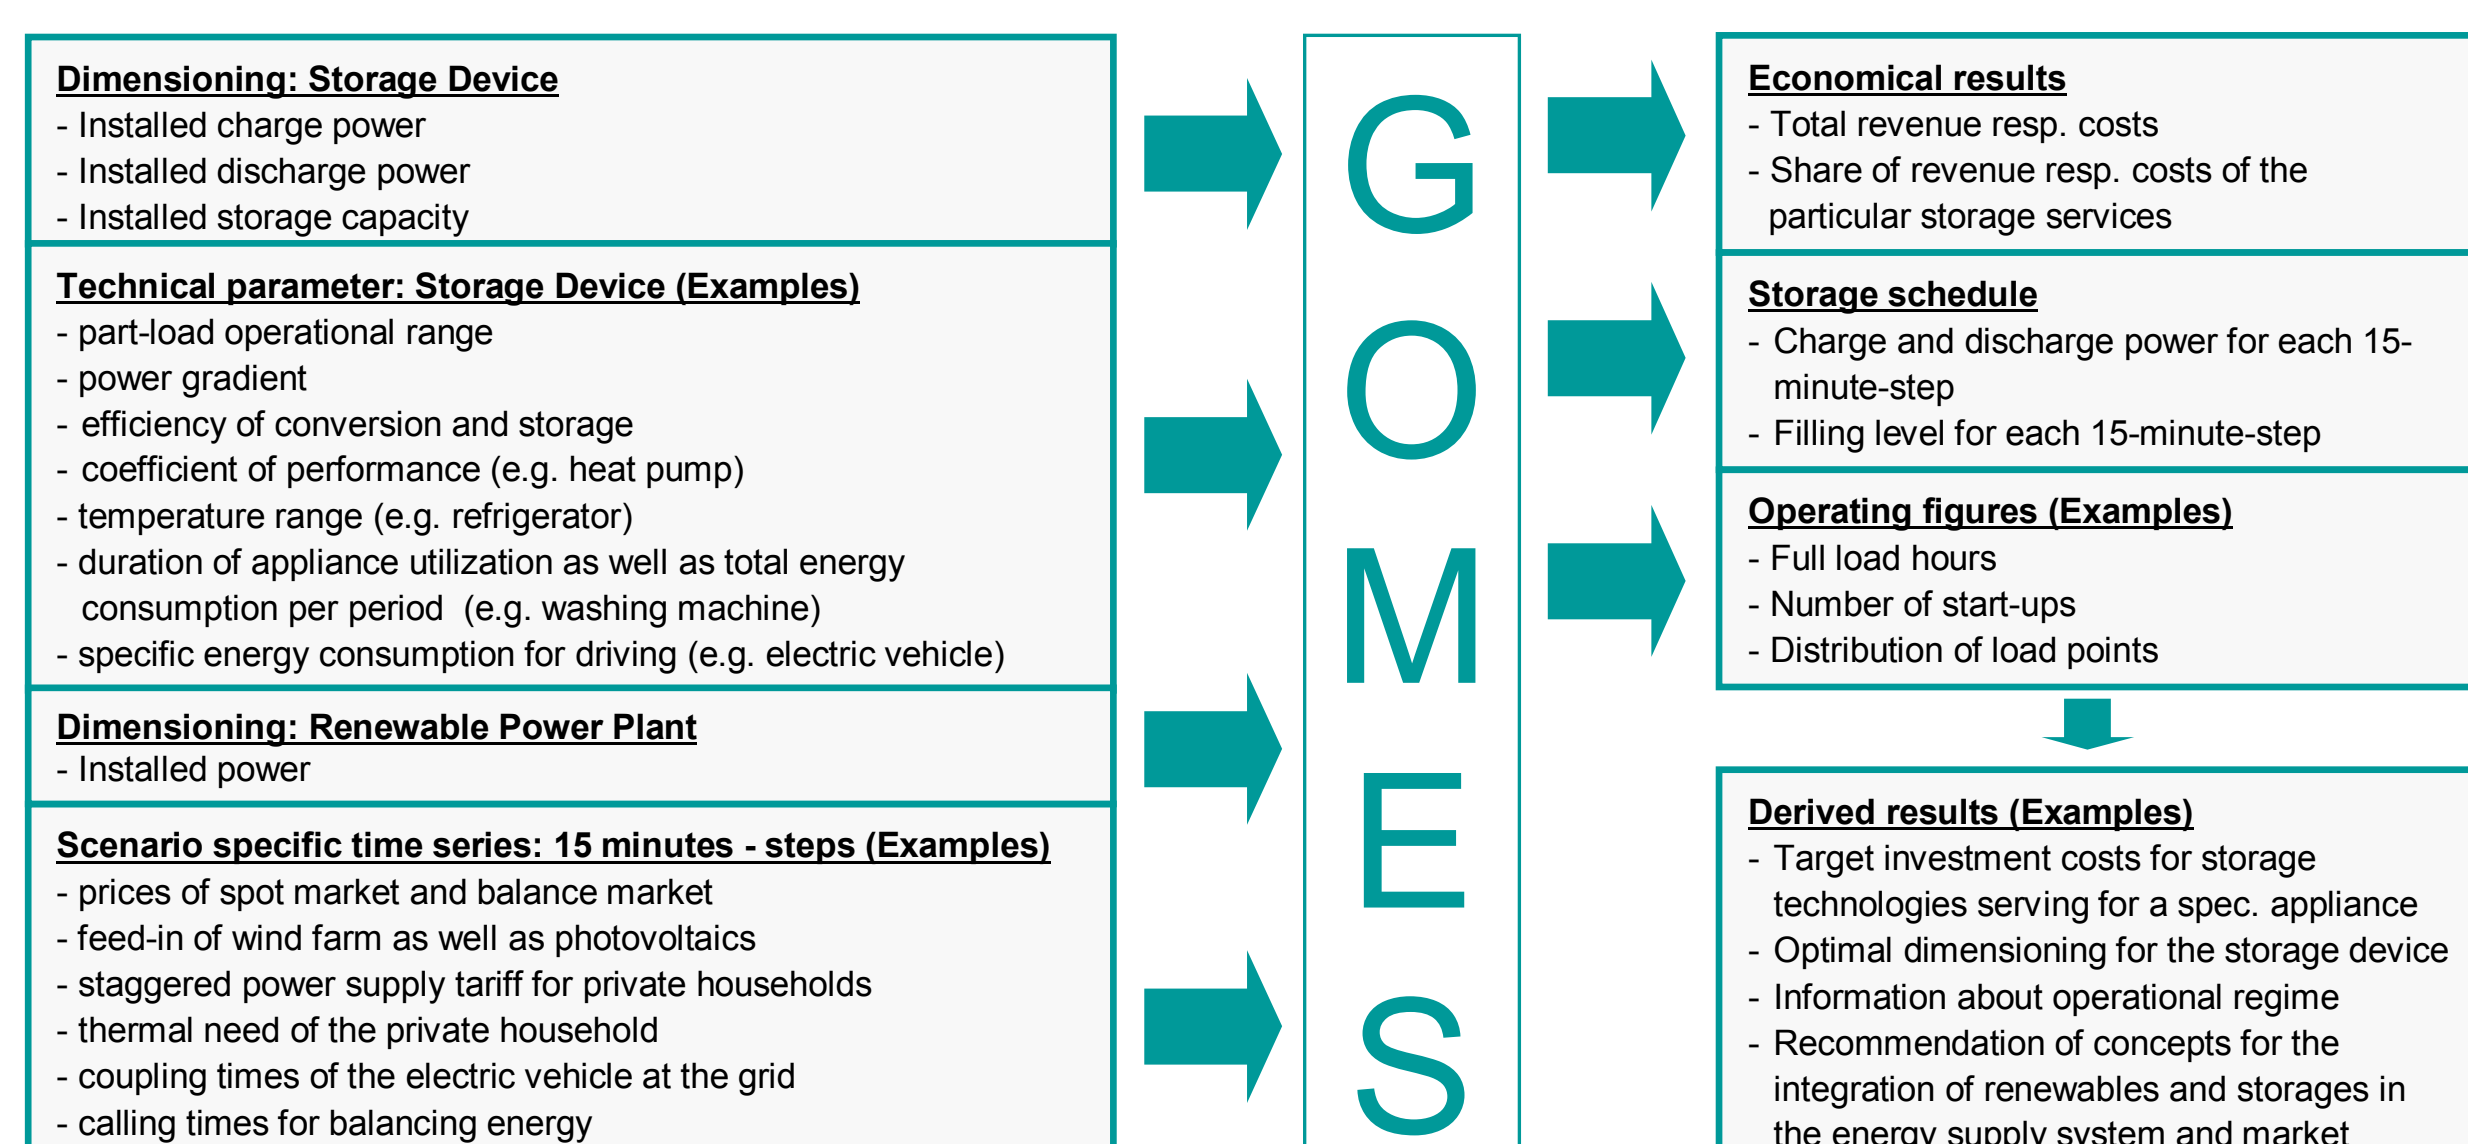 Dimensioning: Storage Device
- Installed charge power
- Installed discharge power
- Installed storage capacity
Technical parameter: Storage Device (Examples)
- part-load operational range
- power gradient
- efficiency of conversion and storage
- coefficient of performance (e.g. heat pump)
- temperature range (e.g. refrigerator)
- duration of appliance utilization as well as total energy
consumption per period (e.g. washing machine)
- specific energy consumption for driving (e.g. electric vehicle)
Dimensioning: Renewable Power Plant
- Installed power
Scenario specific time series: 15 minutes - steps (Examples)
- prices of spot market and balance market
- feed-in of wind farm as well as photovoltaics
- staggered power supply tariff for private households
- thermal need of the private household
- coupling times of the electric vehicle at the grid
- calling times for balancing energy
G
O
M
E
S
Economical results
- Total revenue resp. costs
- Share of revenue resp. costs of the
particular storage services
Storage schedule
- Charge and discharge power for each 15-
minute-step
- Filling level for each 15-minute-step
Operating figures (Examples)
- Full load hours
- Number of start-ups
- Distribution of load points
Derived results (Examples)
- Target investment costs for storage
technologies serving for a spec. appliance
- Optimal dimensioning for the storage device
- Information about operational regime
- Recommendation of concepts for the
integration of renewables and storages in
the energy supply system and market